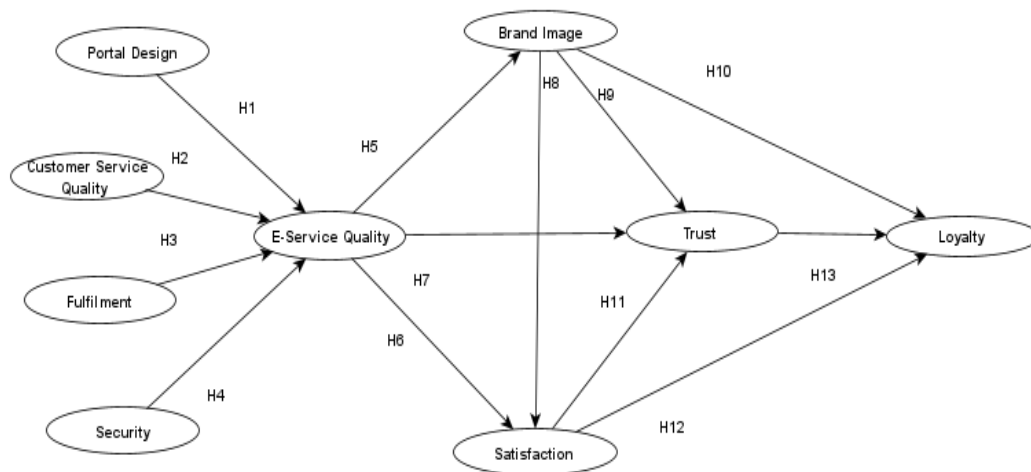 Brand Image
Portal Design
H8
H10
H9
H1
H5
H2
Customer Service
Quality
E-Service Quality
Trust
Loyalty
H3
H7
H13
Fulfilment
H11
H6
H4
H12
Security
Satisfaction